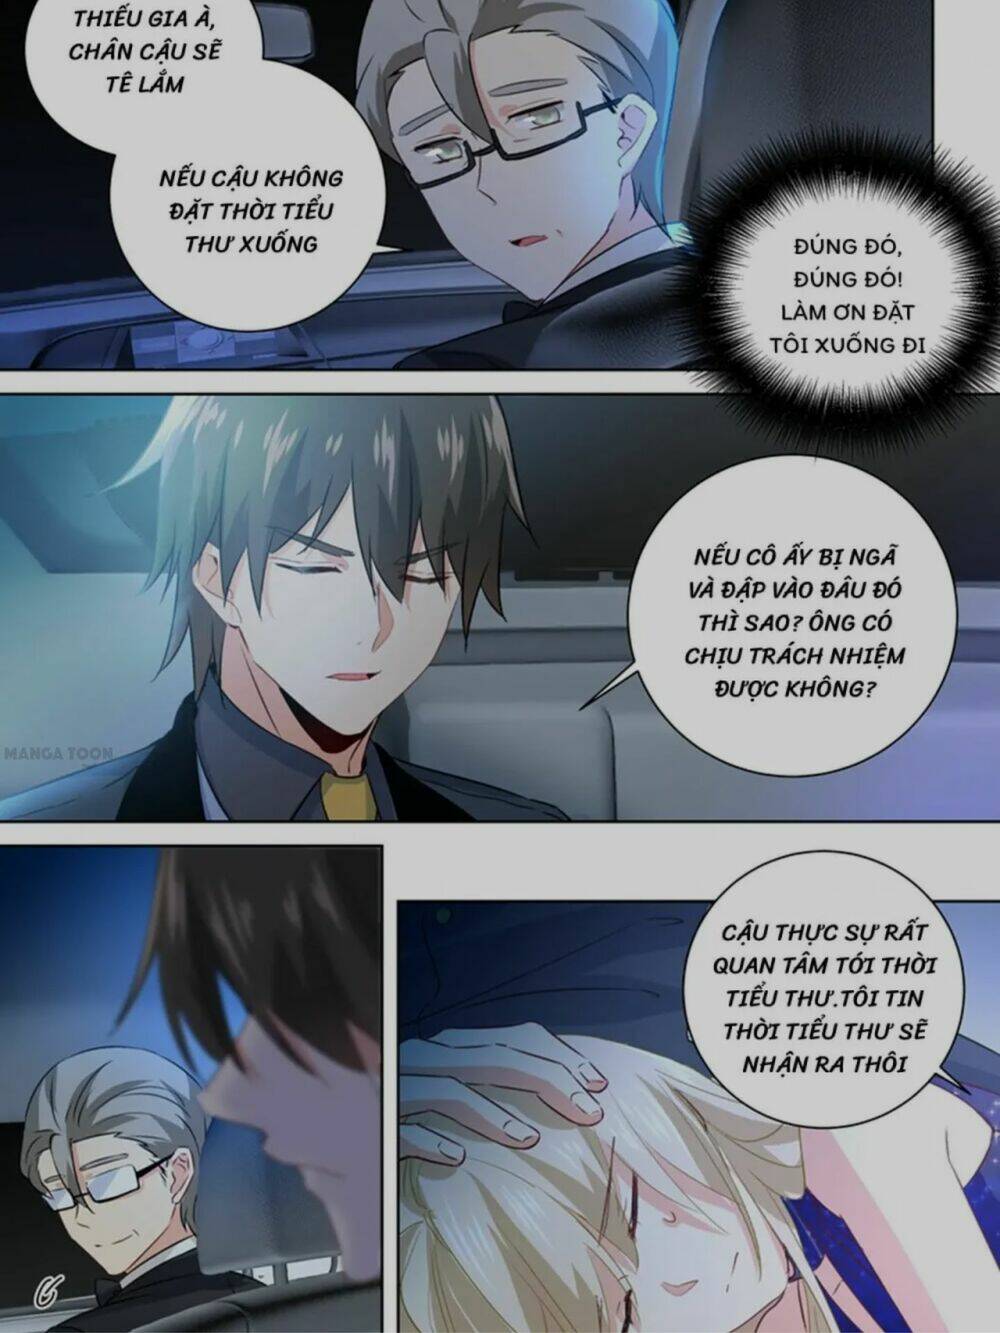 THIẾU GIA À,
CHÂN CẬU SẼ
TÊ LẮM
NẾU CẬU KHÔNG
ĐẶT THỜI TIỂU
THƯ XUỐNG
ĐÚNG ĐÓ,
ĐÚNG ĐÓ!
LÀM ƠN ĐẶT
TÔI XUỐNG ĐI
NẾU CÔ ẤY BỊ NGÃ
VÀ ĐẬP VÀO ĐÂU ĐÓ
THÌ SAO? ÔNG CÓ
CHỊU TRÁCH NHIỆM
ĐƯỢC KHÔNG?
MANGA TOON
CẬU THỰC SỰ RẤT
QUAN TÂM TỚI THỜI
TIỂU THƯ.TÔI TIN
THỜI TIỂU THƯ SẼ
NHẬN RA THÔI